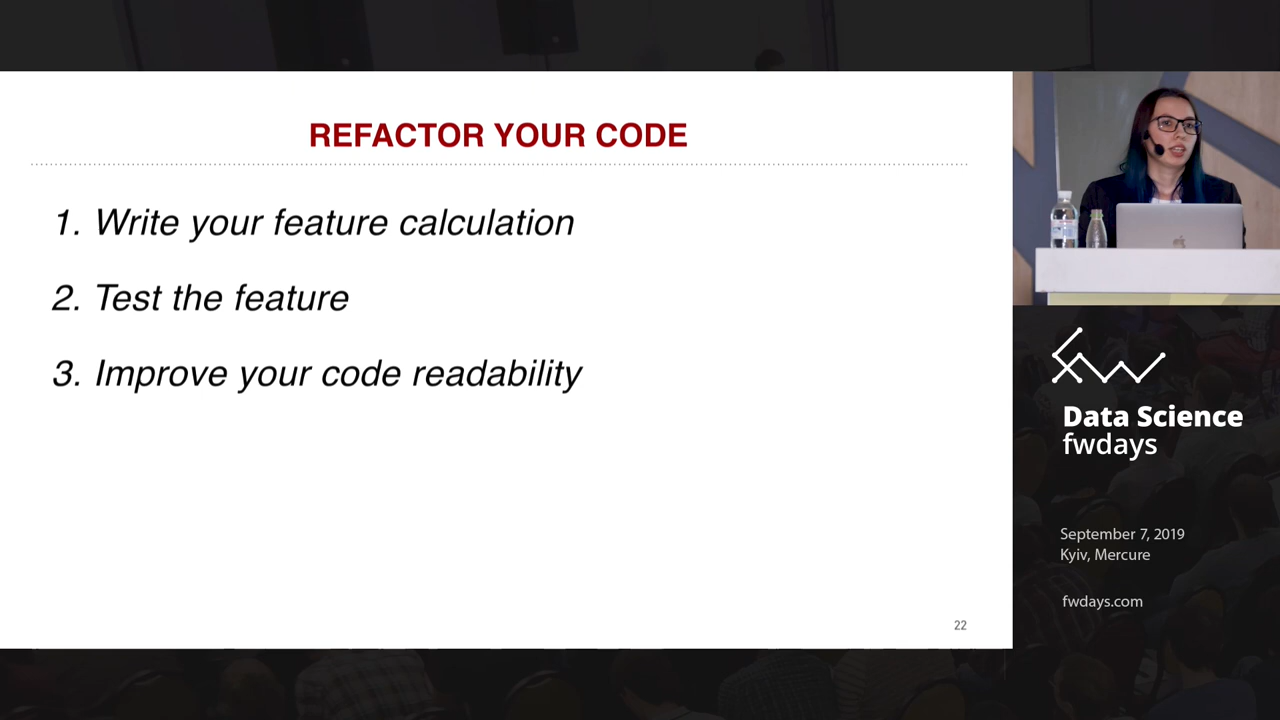 REFACTOR YOUR CODE
1. Write your feature calculation
2. Test the feature
3. Improve your code readability
22
Data Science
fwdays
September 7, 2019
Kyiv, Mercure
fwdays.com